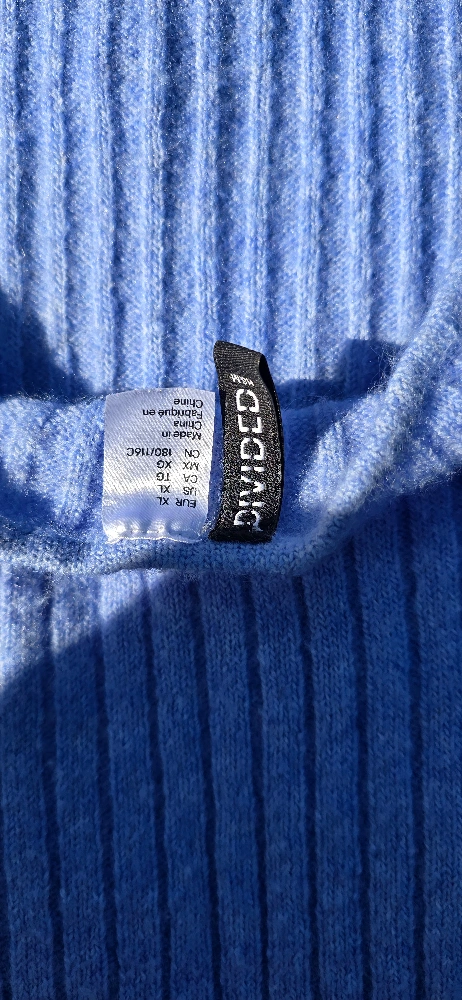 DIVIDED
H&M
EUR XL
US XL
CA TG
MX XG
CN 180/116C
Made in
China
Fabriqué en
Chine